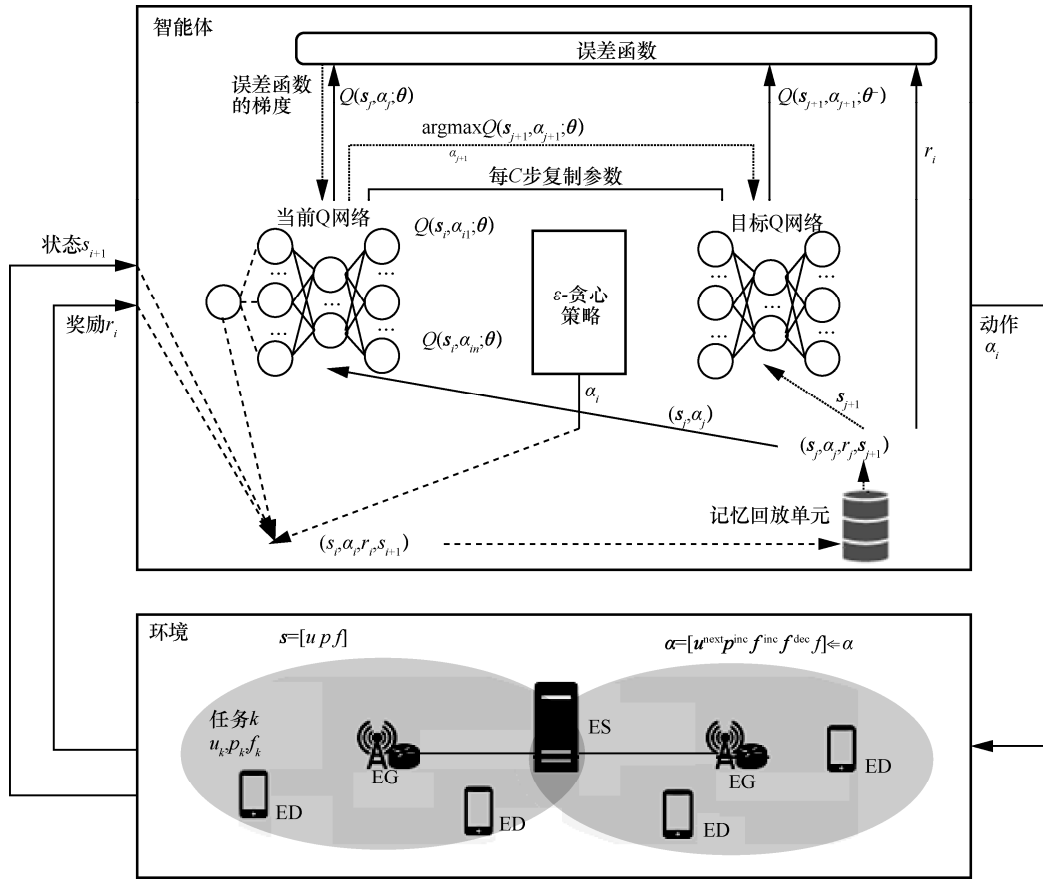 智能体
误差函数
误差函数
的梯度
Q(s_j,α_j;θ)
Q(s_{j+1},α_{j+1};θ⁻)
argmaxQ(s_{j+1},α_{j+1};θ)
α_{j+1}
r_i
每C步复制参数
当前Q网络
目标Q网络
Q(s_i,α_{i1};θ)
状态s_{i+1}
...
...
...
...
ε-贪心
策略
...
...
奖励r_i
动作
α_i
...
...
...
...
Q(s_i,α_{in};θ)
α_i
s_{j+1}
(s_j,α_j)
(s_j,α_j,r_j,s_{j+1})
记忆回放单元
(s_i,α_i,r_i,s_{i+1})
环境
s=[u p f]
α=[u^{next} p^{inc} f^{inc} f^{dec} f]⇐α
任务k
u_k,p_k,f_k
ES
EG
EG
ED
ED
ED
ED